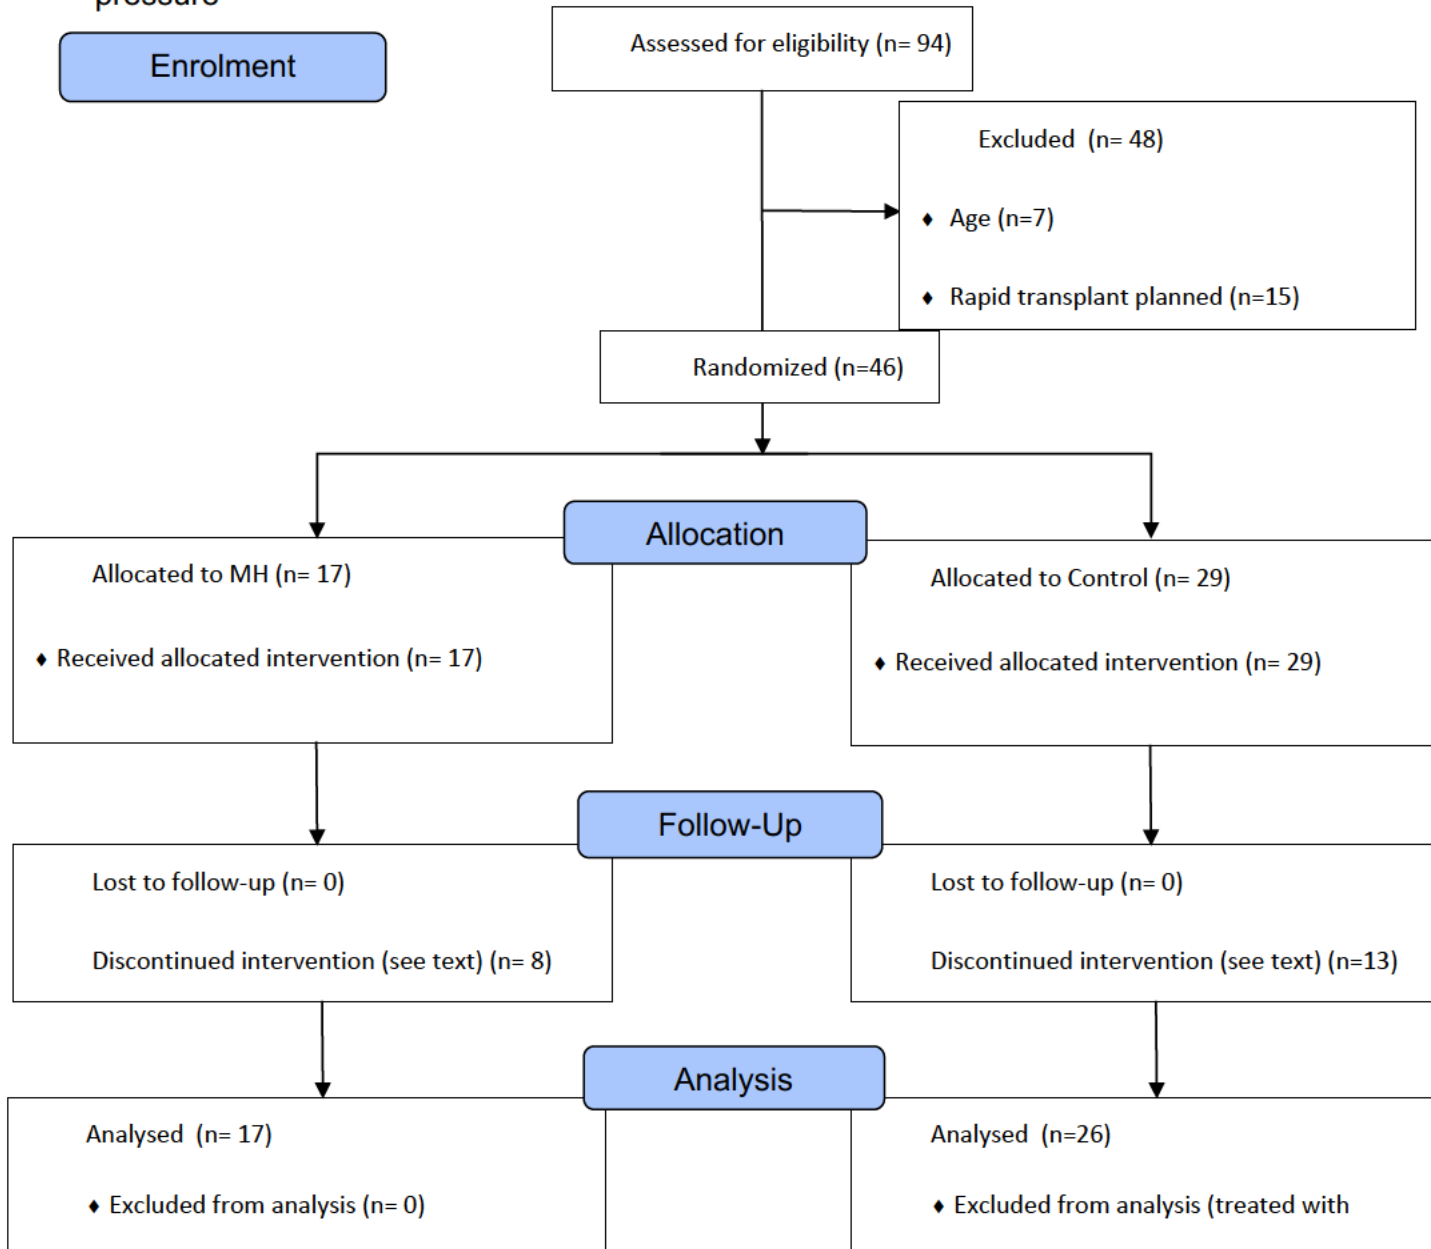 pressure
Enrolment
Assessed for eligibility (n= 94)
Excluded (n= 48)
♦ Age (n=7)
♦ Rapid transplant planned (n=15)
Randomized (n=46)
Allocation
Allocated to MH (n= 17)
♦ Received allocated intervention (n= 17)
Allocated to Control (n= 29)
♦ Received allocated intervention (n= 29)
Follow-Up
Lost to follow-up (n= 0)
Discontinued intervention (see text) (n= 8)
Lost to follow-up (n= 0)
Discontinued intervention (see text) (n=13)
Analysis
Analysed (n= 17)
♦ Excluded from analysis (n= 0)
Analysed (n=26)
♦ Excluded from analysis (treated with